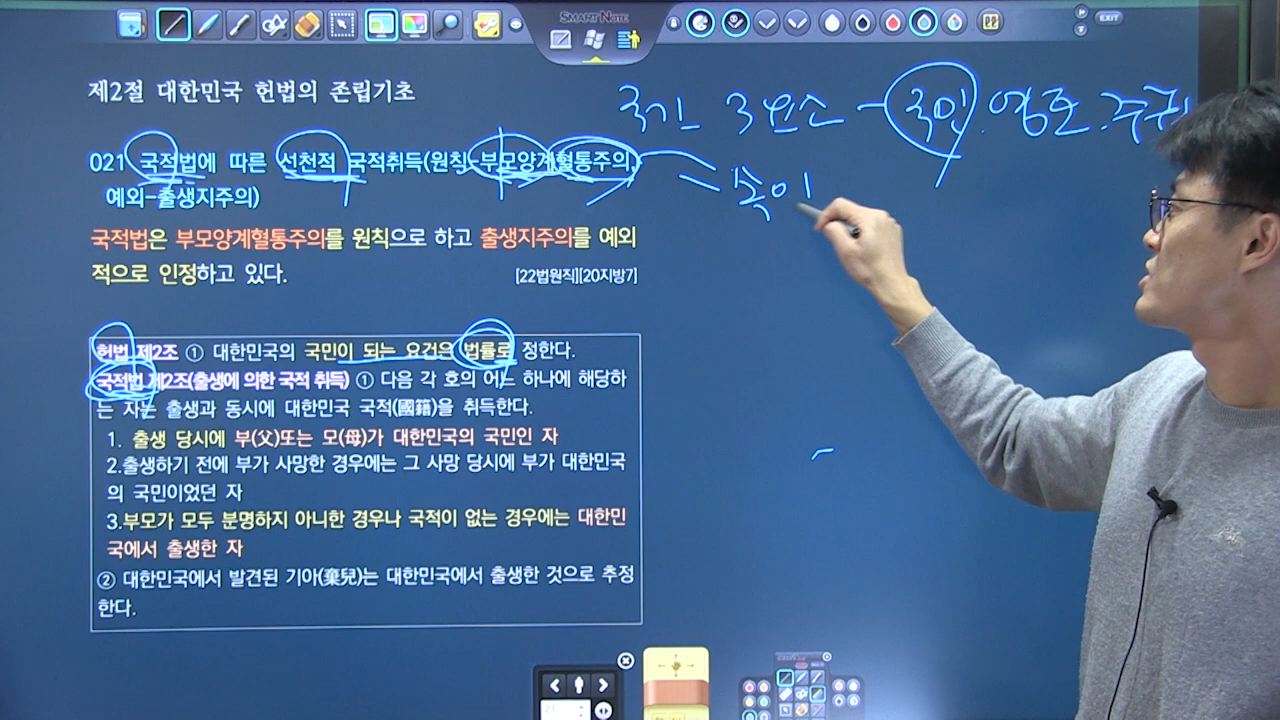 SMART NOTE
EXIT
제2절 대한민국 헌법의 존립기초
국가 3요소 - 국민. 영토. 주권
021 국적법에 따른 선천적 국적취득(원칙-부모양계혈통주의,
예외-출생지주의)
속인
국적법은 부모양계혈통주의를 원칙으로 하고 출생지주의를 예외
적으로 인정하고 있다.
[22법원직][20지방7]
헌법 제2조 ① 대한민국의 국민이 되는 요건은 법률로 정한다.
국적법 제2조(출생에 의한 국적 취득) ① 다음 각 호의 어느 하나에 해당하
는 자는 출생과 동시에 대한민국 국적(國籍)을 취득한다.
1. 출생 당시에 부(父)또는 모(母)가 대한민국의 국민인 자
2.출생하기 전에 부가 사망한 경우에는 그 사망 당시에 부가 대한민국
의 국민이었던 자
3.부모가 모두 분명하지 아니한 경우나 국적이 없는 경우에는 대한민
국에서 출생한 자
② 대한민국에서 발견된 기아(棄兒)는 대한민국에서 출생한 것으로 추정
한다.